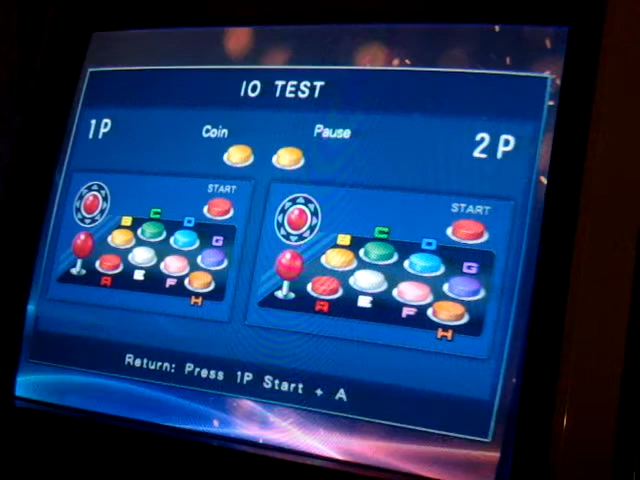 IO TEST
1P Coin Pause 2P
START START
B C D G B C D G
A E F H A E F H
Return: Press 1P Start + A